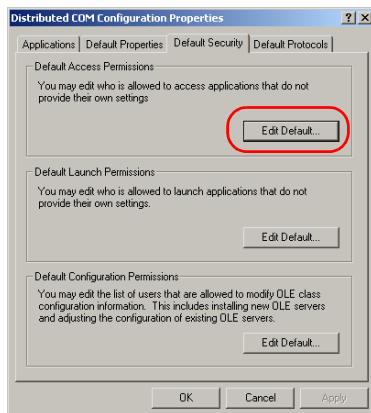 Distributed COM Configuration Properties
Applications
Default Properties
Default Security
Default Protocols
Default Access Permissions
You may edit who is allowed to access applications that do not
provide their own settings
Edit Default...
Default Launch Permissions
You may edit who is allowed to launch applications that do not
provide their own settings.
Edit Default...
Default Configuration Permissions
You may edit the list of users that are allowed to modify OLE class
configuration information. This includes installing new OLE servers
and adjusting the configuration of existing OLE servers.
Edit Default...
OK
Cancel
Apply